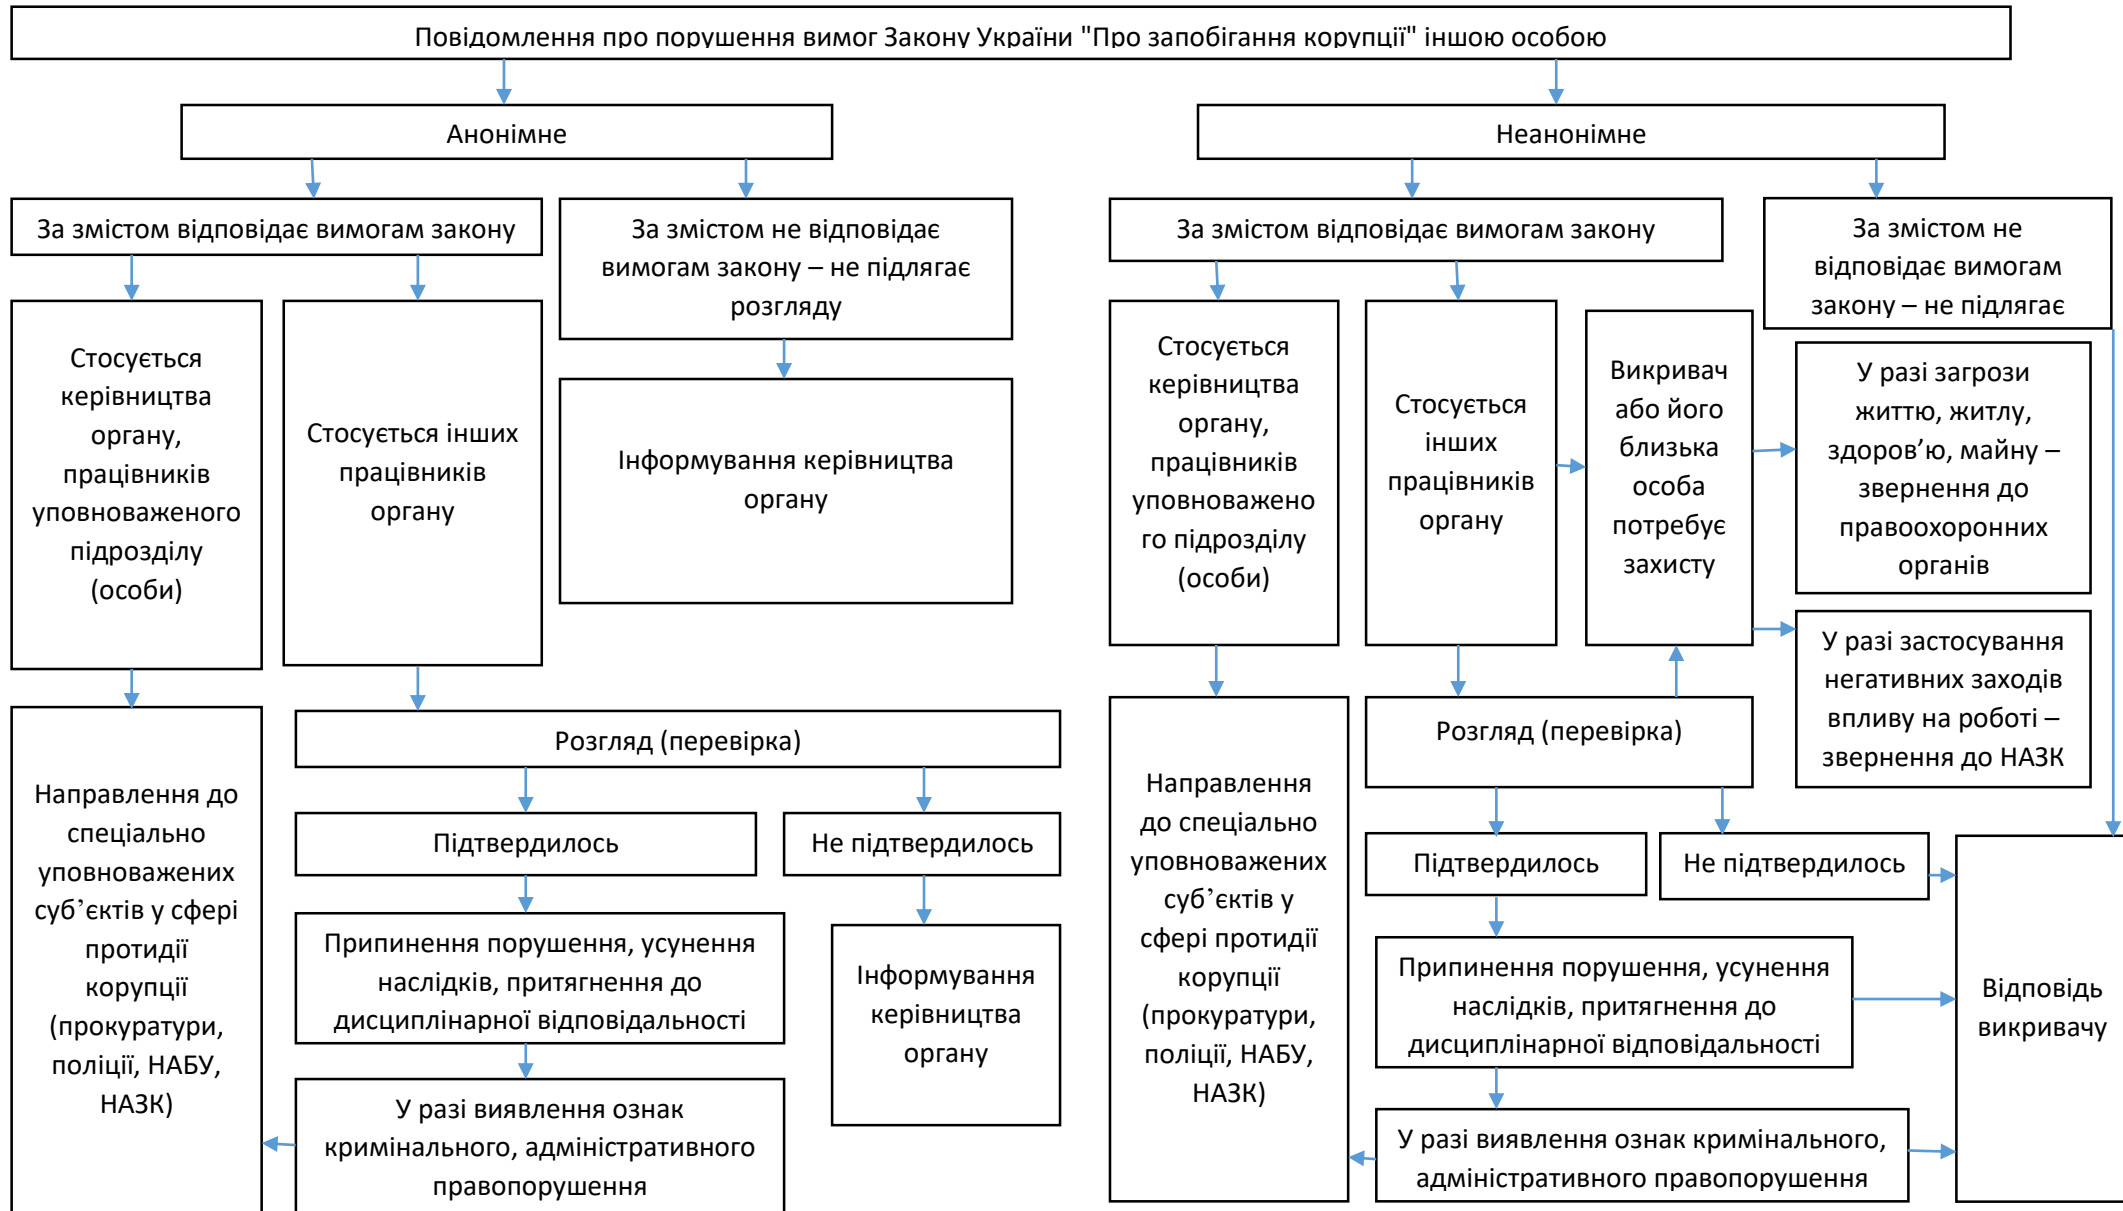 Повідомлення про порушення вимог Закону України "Про запобігання корупції" іншою особою
Анонімне
За змістом відповідає вимогам закону
За змістом не відповідає
вимогам закону – не підлягає
розгляду
Стосується
керівництва
органу,
працівників
уповноваженого
підрозділу
(особи)
Стосується інших
працівників
органу
Інформування керівництва
органу
Направлення до
спеціально
уповноважених
суб’єктів у сфері
протидії
корупції
(прокуратури,
поліції, НАБУ,
НАЗК)
Розгляд (перевірка)
Підтвердилось
Не підтвердилось
Припинення порушення, усунення
наслідків, притягнення до
дисциплінарної відповідальності
Інформування
керівництва
органу
У разі виявлення ознак
кримінального, адміністративного
правопорушення
Неанонімне
За змістом відповідає вимогам закону
За змістом не
відповідає вимогам
закону – не підлягає
Стосується
керівництва
органу,
працівників
уповноважено
го підрозділу
(особи)
Стосується
інших
працівників
органу
Викривач
або його
близька
особа
потребує
захисту
У разі загрози
життю, житлу,
здоров’ю, майну –
звернення до
правоохоронних
органів
У разі застосування
негативних заходів
впливу на роботі –
звернення до НАЗК
Направлення
до спеціально
уповноважених
суб’єктів у
сфері протидії
корупції
(прокуратури,
поліції, НАБУ,
НАЗК)
Розгляд (перевірка)
Підтвердилось
Не підтвердилось
Припинення порушення, усунення
наслідків, притягнення до
дисциплінарної відповідальності
У разі виявлення ознак кримінального,
адміністративного правопорушення
Відповідь
викривачу